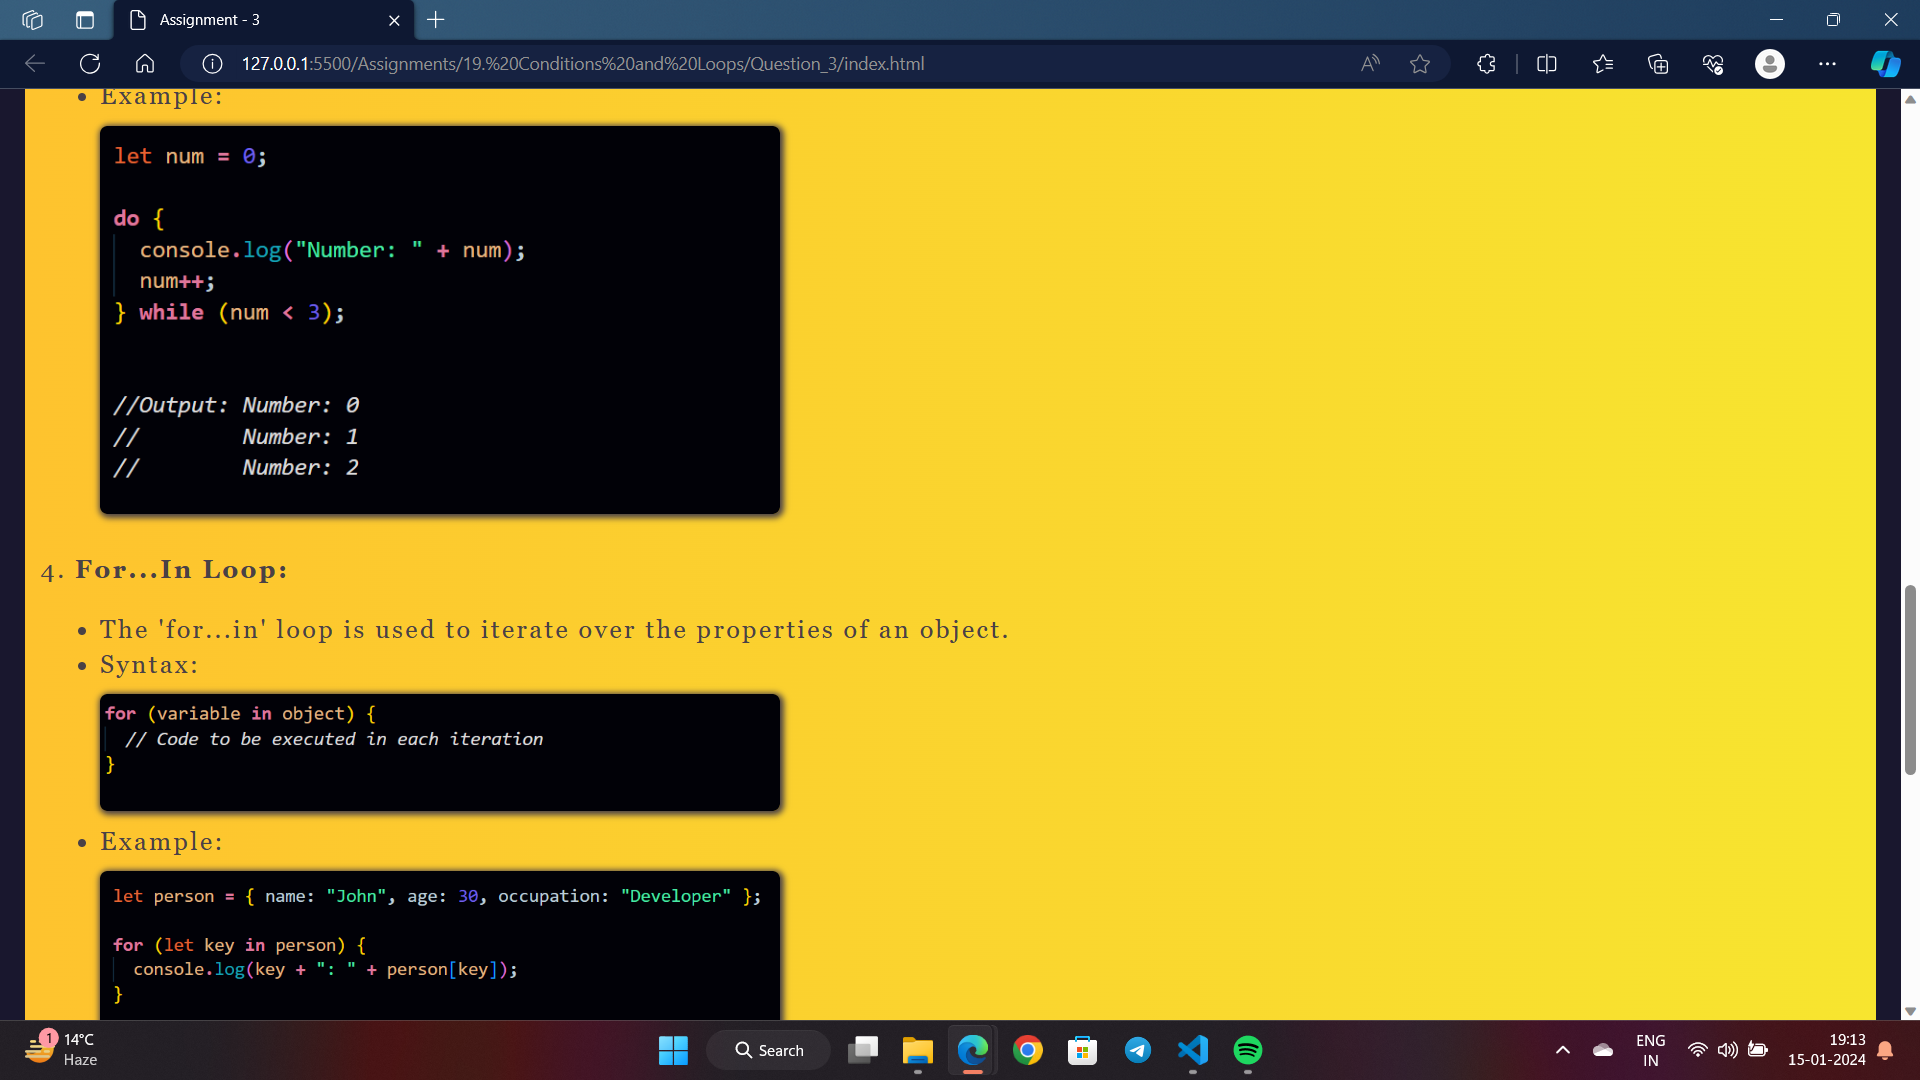 Assignment - 3
127.0.0.1:5500/Assignments/19.%20Conditions%20and%20Loops/Question_3/index.html
• Example:
let num = 0;
do {
console.log("Number: " + num);
num++;
} while (num < 3);
//Output: Number: 0
// Number: 1
// Number: 2
4. For...In Loop:
• The 'for...in' loop is used to iterate over the properties of an object.
• Syntax:
for (variable in object) {
// Code to be executed in each iteration
}
• Example:
let person = { name: "John", age: 30, occupation: "Developer" };
for (let key in person) {
console.log(key + ": " + person[key]);
}
1
14°C
Haze
Search
ENG
IN
19:13
15-01-2024